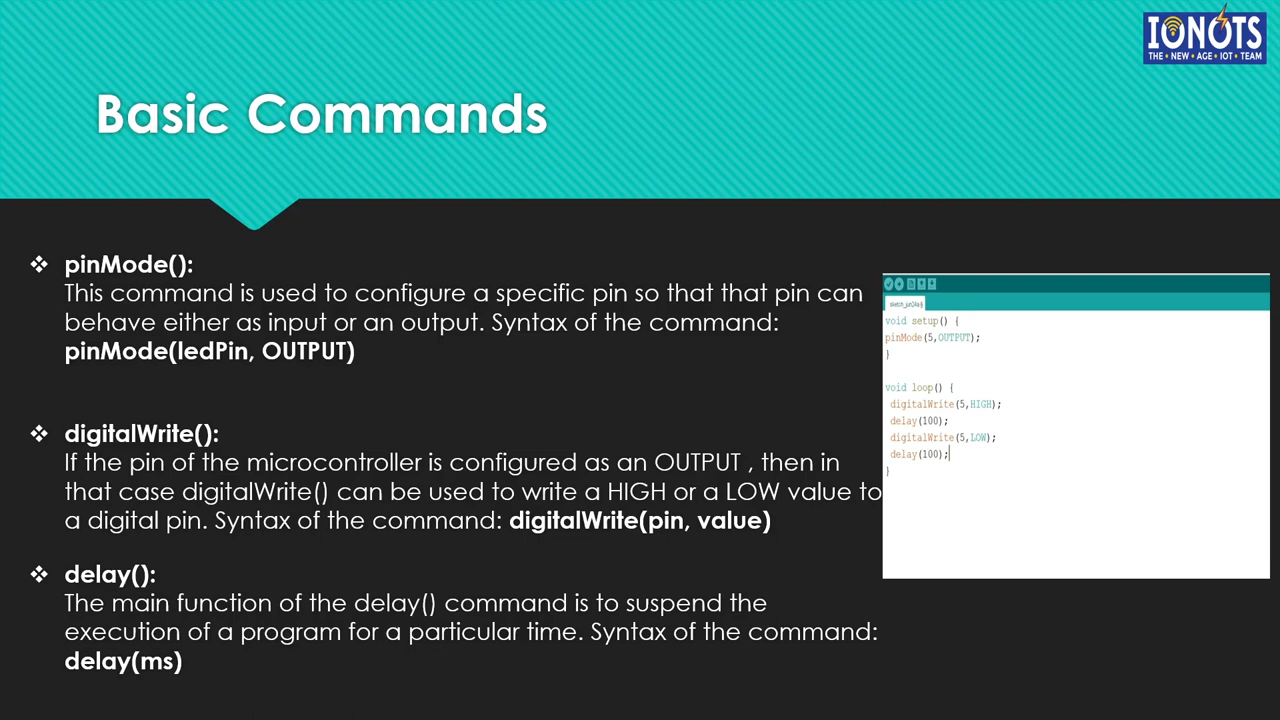 IONOTS
THE • NEW • AGE • IOT • TEAM
Basic Commands
❖ pinMode():
This command is used to configure a specific pin so that that pin can
behave either as input or an output. Syntax of the command:
pinMode(ledPin, OUTPUT)
❖ digitalWrite():
If the pin of the microcontroller is configured as an OUTPUT , then in
that case digitalWrite() can be used to write a HIGH or a LOW value to
a digital pin. Syntax of the command: digitalWrite(pin, value)
❖ delay():
The main function of the delay() command is to suspend the
execution of a program for a particular time. Syntax of the command:
delay(ms)
sketch_jun24a§
void setup() {
pinMode(5,OUTPUT);
}
void loop() {
digitalWrite(5,HIGH);
delay(100);
digitalWrite(5,LOW);
delay(100);
}